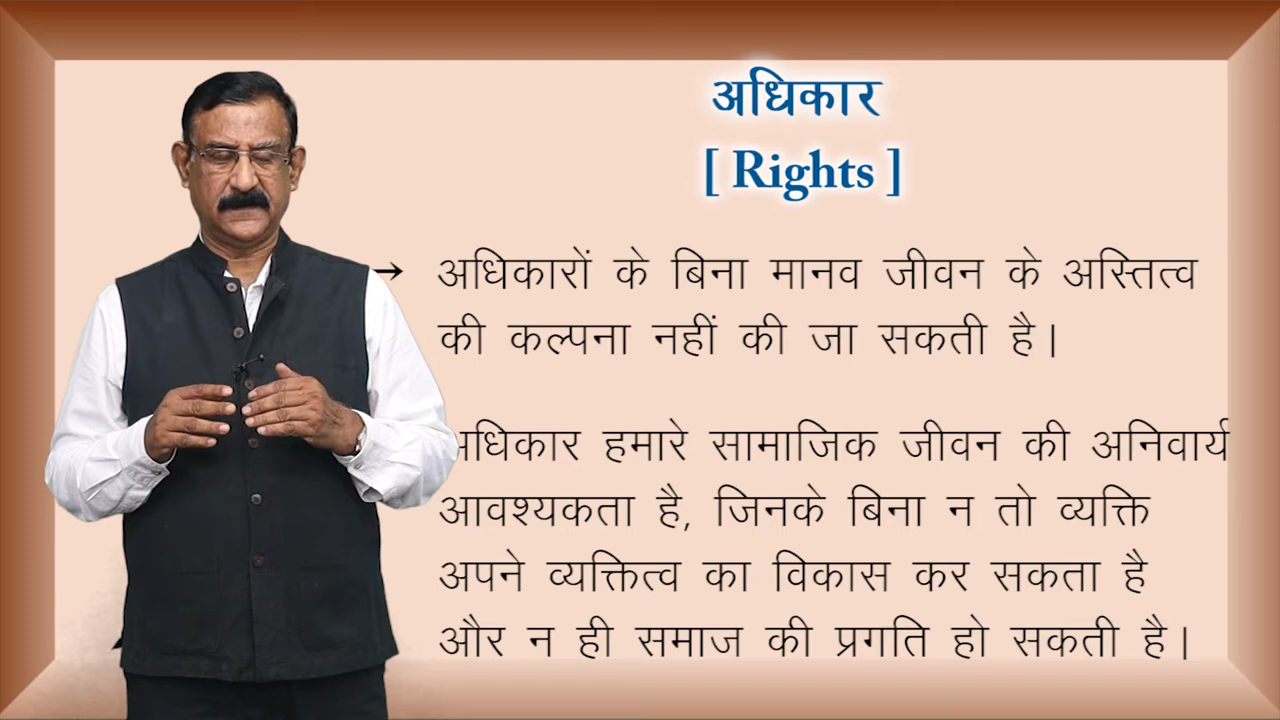 अधिकार
[ Rights ]
→ अधिकारों के बिना मानव जीवन के अस्तित्व
की कल्पना नहीं की जा सकती है।
हमारे सामाजिक जीवन की अनिवार्य
आवश्यकता है, जिनके बिना न तो व्यक्ति
अपने व्यक्तित्व का विकास कर सकता है
और न ही समाज की प्रगति हो सकती है।